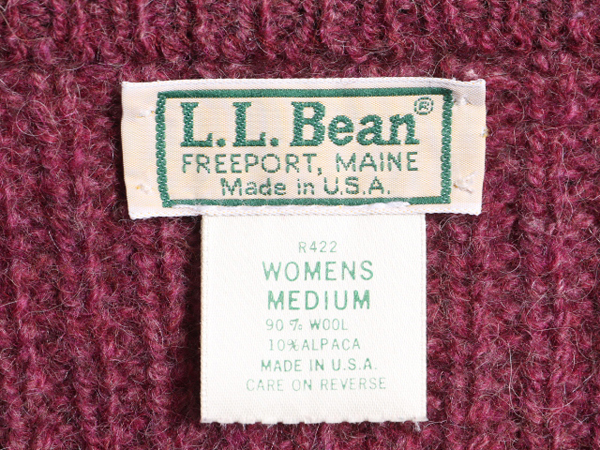 L.L.Bean®
FREEPORT, MAINE
Made in U.S.A.
R422
WOMENS
MEDIUM
90% WOOL
10% ALPACA
MADE IN U.S.A.
CARE ON REVERSE